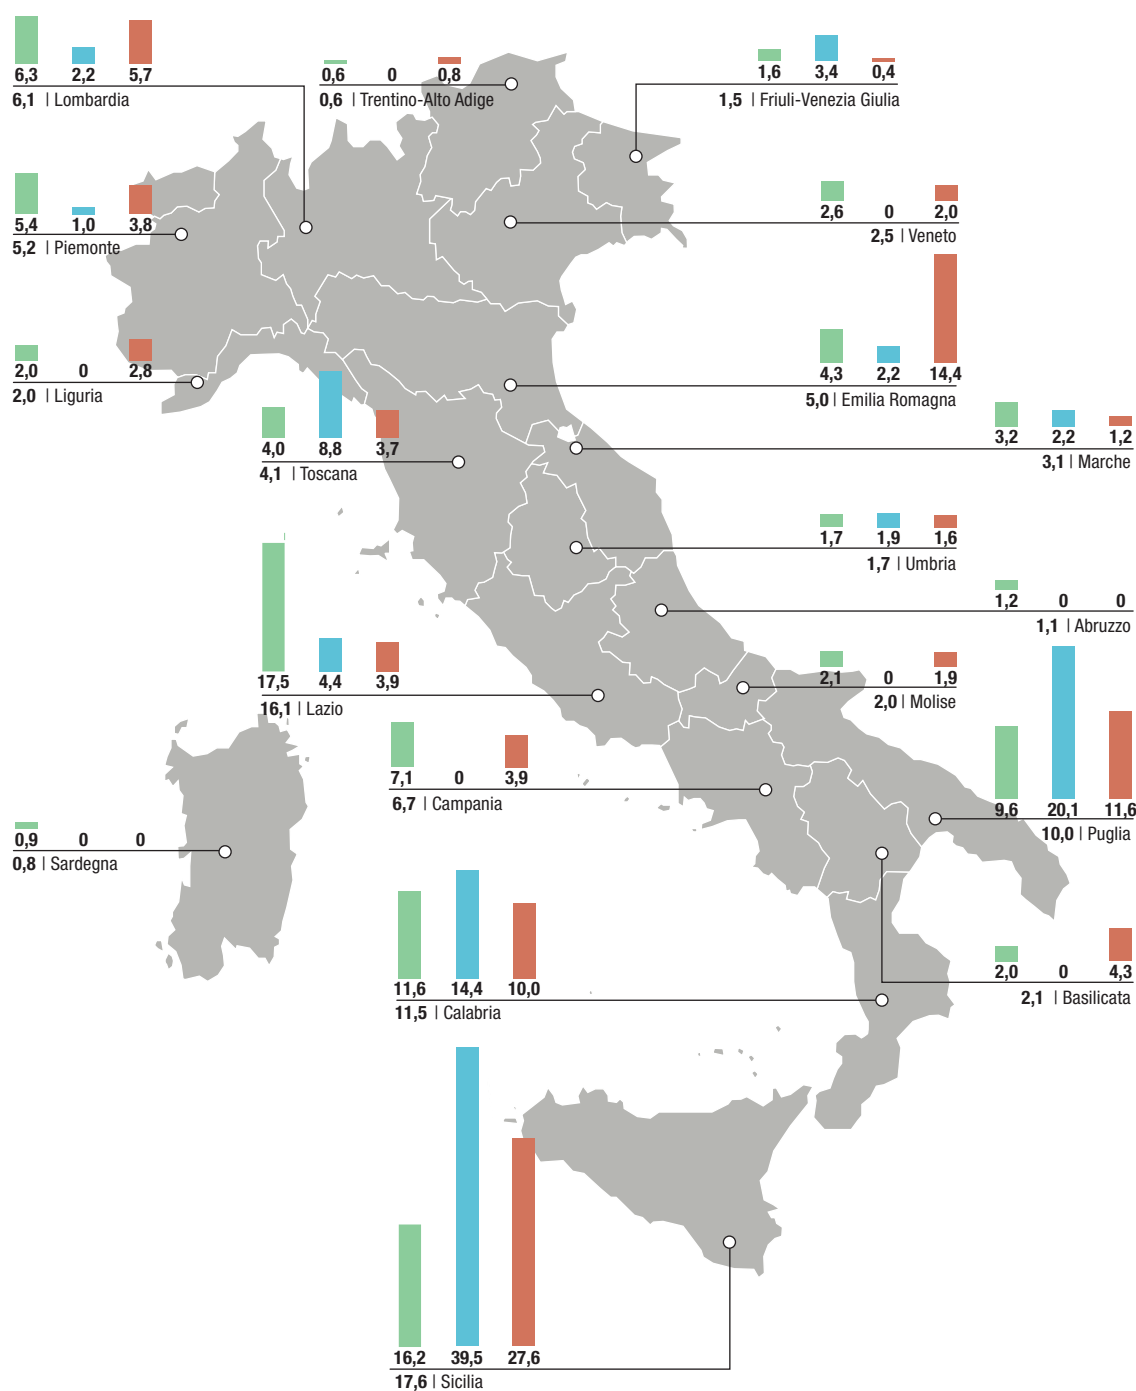 6,3 2,2 5,7
6,1 | Lombardia
0,6 0 0,8
0,6 | Trentino-Alto Adige
1,6 3,4 0,4
1,5 | Friuli-Venezia Giulia
5,4 1,0 3,8
5,2 | Piemonte
2,6 0 2,0
2,5 | Veneto
2,0 0 2,8
2,0 | Liguria
4,3 2,2 14,4
5,0 | Emilia Romagna
4,0 8,8 3,7
4,1 | Toscana
3,2 2,2 1,2
3,1 | Marche
1,7 1,9 1,6
1,7 | Umbria
1,2 0 0
1,1 | Abruzzo
17,5 4,4 3,9
16,1 | Lazio
2,1 0 1,9
2,0 | Molise
7,1 0 3,9
6,7 | Campania
9,6 20,1 11,6
10,0 | Puglia
0,9 0 0
0,8 | Sardegna
11,6 14,4 10,0
11,5 | Calabria
2,0 0 4,3
2,1 | Basilicata
16,2 39,5 27,6
17,6 | Sicilia